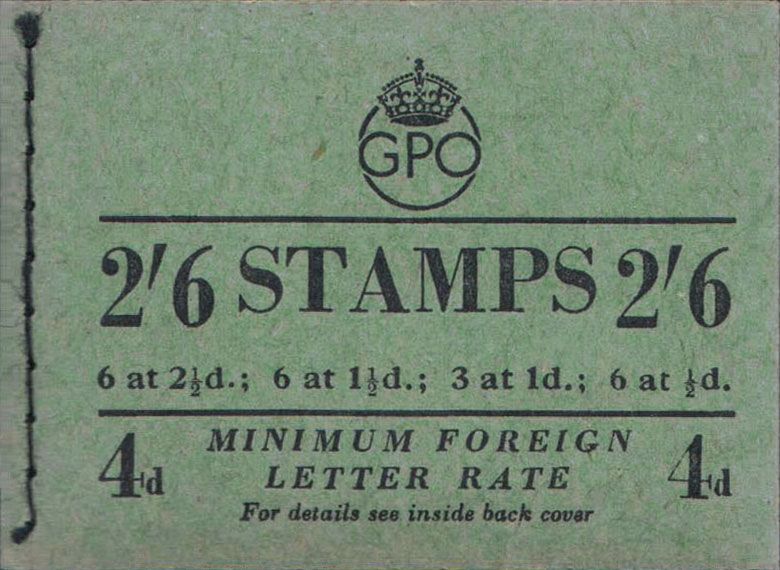 GPO
2'6 STAMPS 2'6
6 at 2½d.; 6 at 1½d.; 3 at 1d.; 6 at ½d.
4d MINIMUM FOREIGN 4d
LETTER RATE
For details see inside back cover